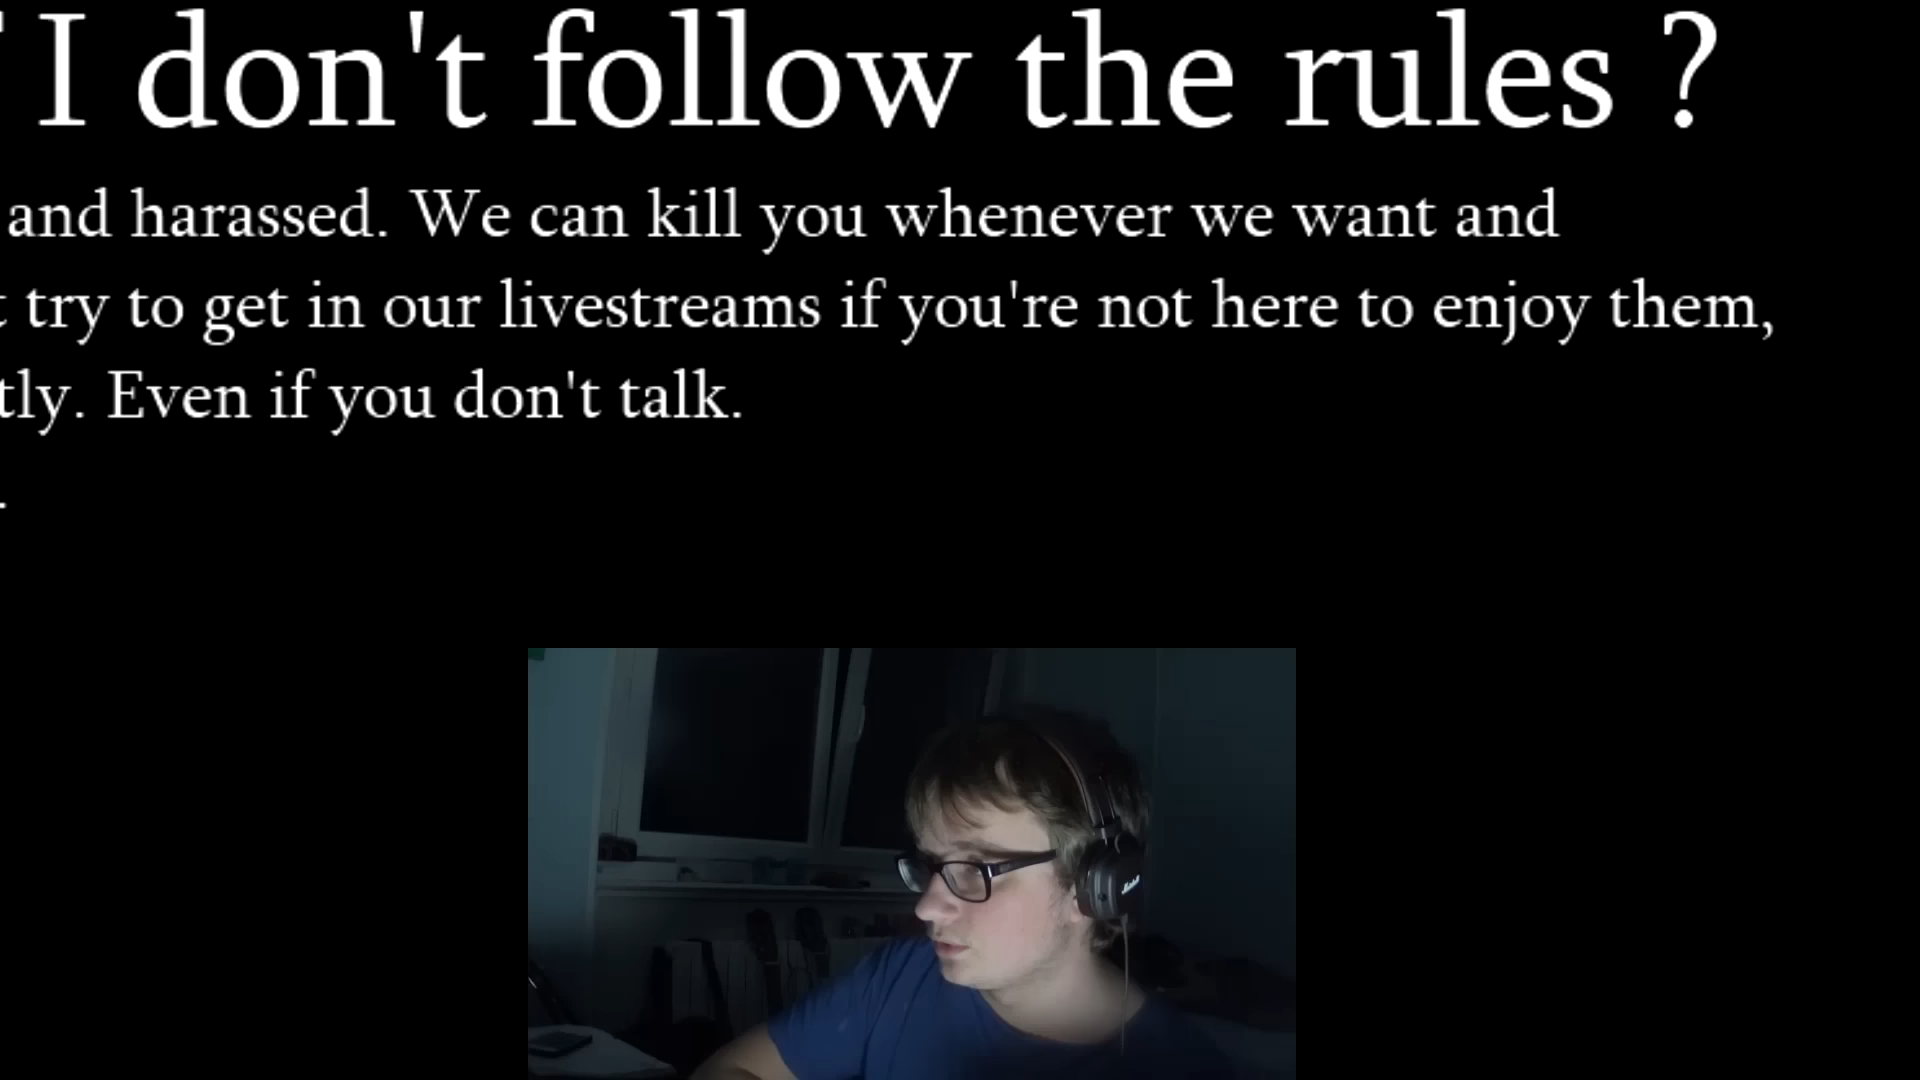 I don't follow the rules ?
and harassed. We can kill you whenever we want and
try to get in our livestreams if you're not here to enjoy them,
tly. Even if you don't talk.
.
Marshall